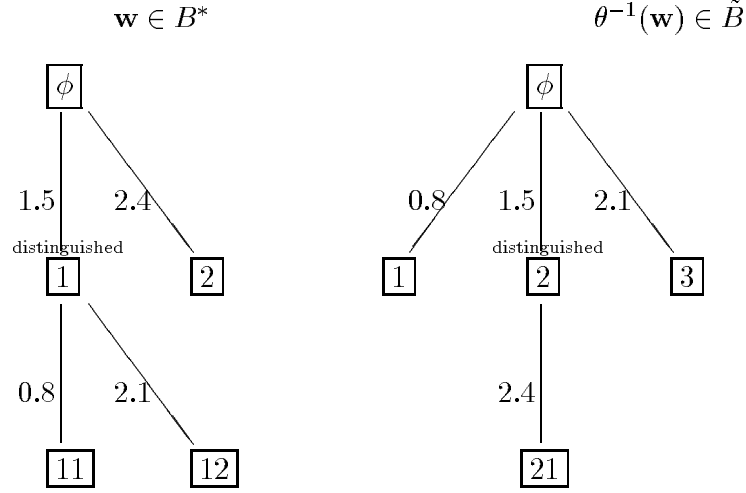 w ∈ B* θ⁻¹(w) ∈ B̃
ϕ ϕ
1.5 2.4 0.8 1.5 2.1
distinguished distinguished
1 2 1 2 3
0.8 2.1 2.4
11 12 21